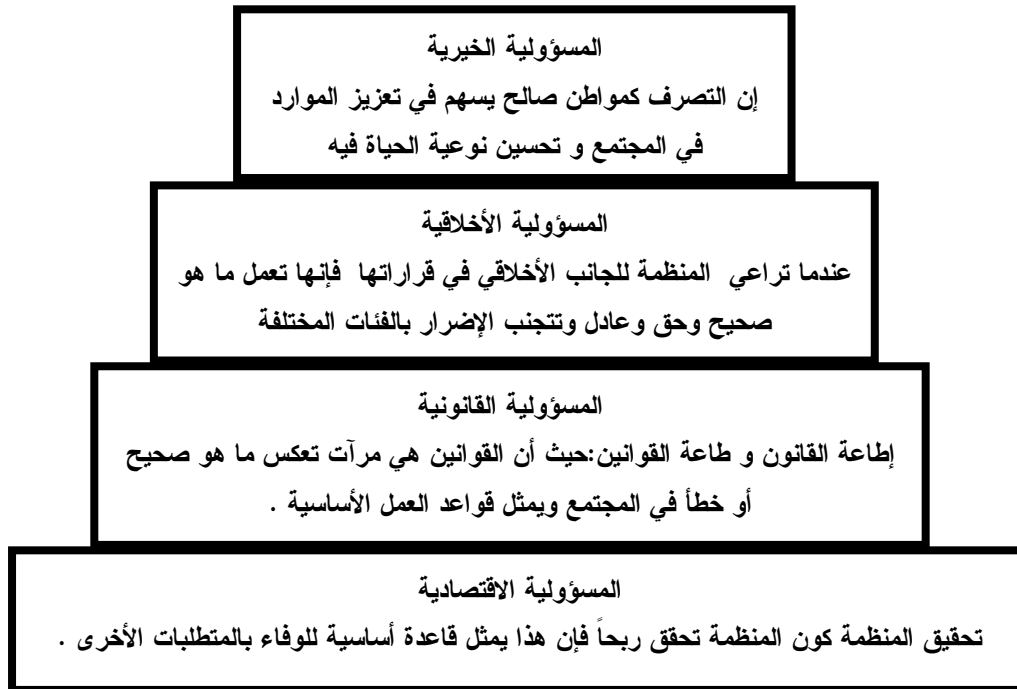 المسؤولية الخيرية
إن التصرف كمواطن صالح يسهم في تعزيز الموارد
في المجتمع و تحسين نوعية الحياة فيه
المسؤولية الأخلاقية
عندما تراعي المنظمة للجانب الأخلاقي في قراراتها فإنها تعمل ما هو
صحيح وحق وعادل وتتجنب الإضرار بالفئات المختلفة
المسؤولية القانونية
إطاعة القانون و طاعة القوانين:حيث أن القوانين هي مرآت تعكس ما هو صحيح
أو خطأ في المجتمع ويمثل قواعد العمل الأساسية .
المسؤولية الاقتصادية
تحقيق المنظمة كون المنظمة تحقق ربحاً فإن هذا يمثل قاعدة أساسية للوفاء بالمتطلبات الأخرى .